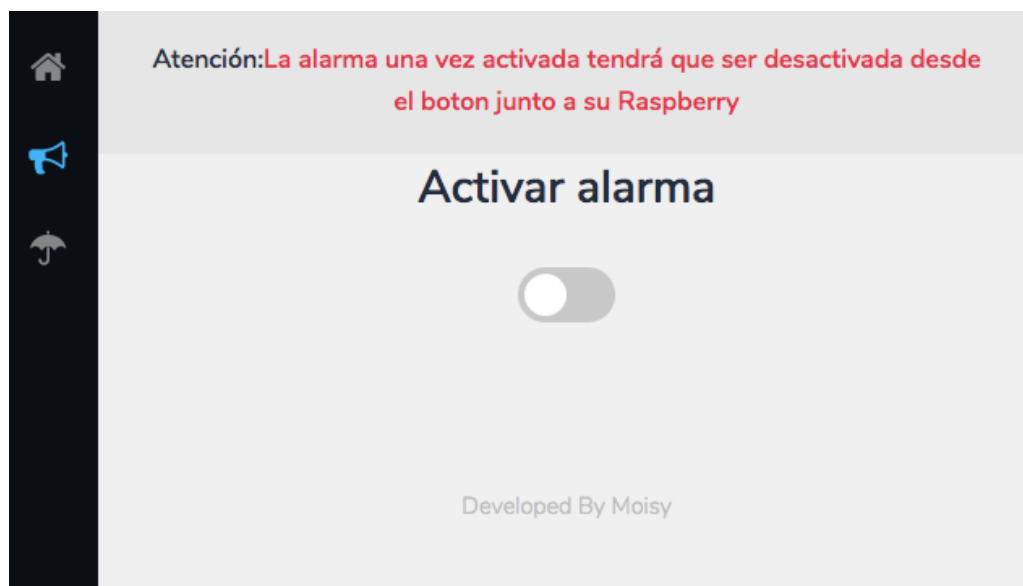 Atención:La alarma una vez activada tendrá que ser desactivada desde
el boton junto a su Raspberry
Activar alarma
Developed By Moisy